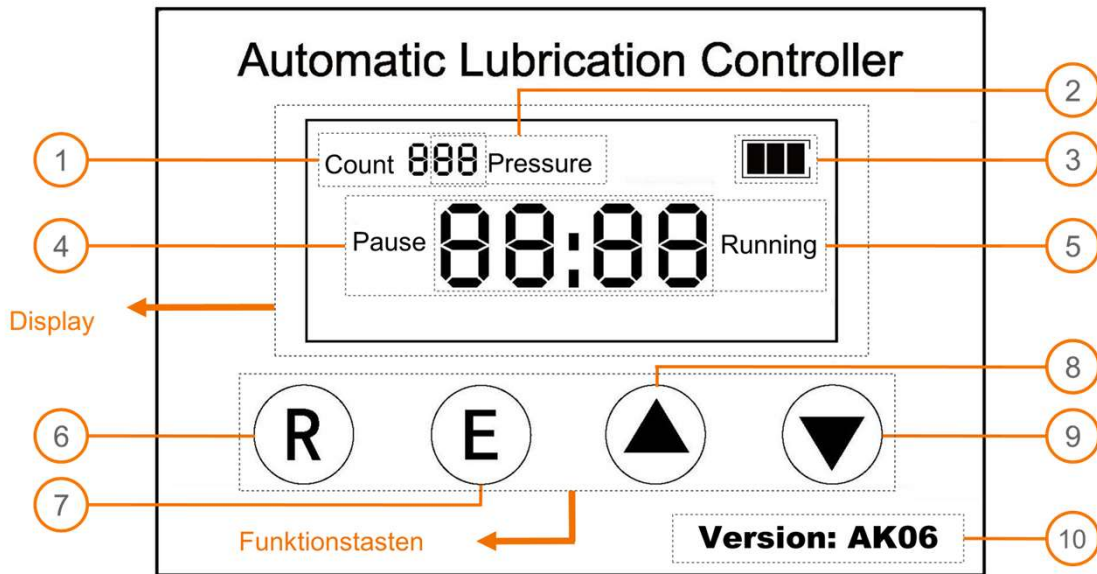 Automatic Lubrication Controller
2
1
Count 888 Pressure
3
4
Pause 88:88 Running
5
Display
8
6
R E
9
7
Funktionstasten
Version: AK06
10